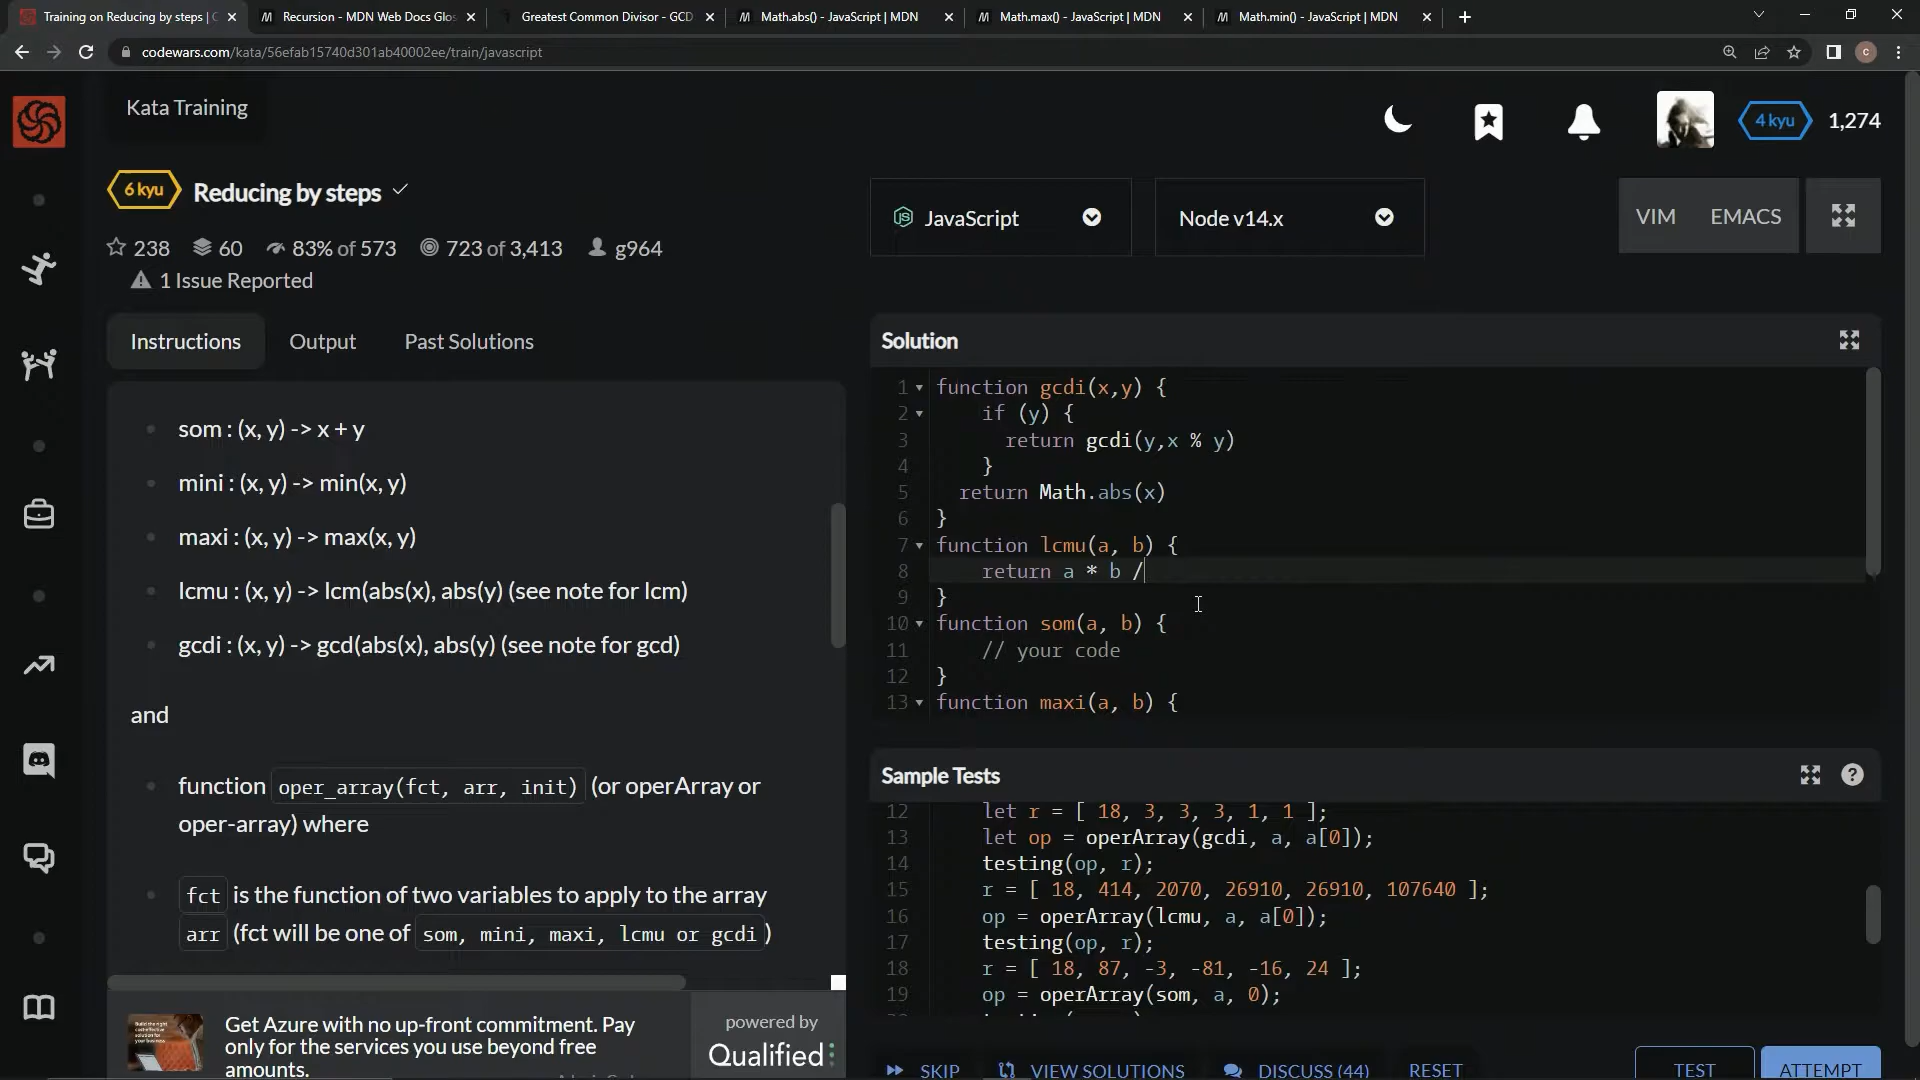 Training on Reducing by steps | C
Recursion - MDN Web Docs Glos
Greatest Common Divisor - GCD
Math.abs() - JavaScript | MDN
Math.max() - JavaScript | MDN
Math.min() - JavaScript | MDN
codewars.com/kata/56efab15740d301ab40002ee/train/javascript
C
Kata Training
4 kyu
1,274
6 kyu
Reducing by steps
238
60
83% of 573
723 of 3,413
g964
1 Issue Reported
JavaScript
Node v14.x
VIM
EMACS
Instructions
Output
Past Solutions
som : (x, y) -> x + y
mini : (x, y) -> min(x, y)
maxi : (x, y) -> max(x, y)
lcmu : (x, y) -> lcm(abs(x), abs(y) (see note for lcm)
gcdi : (x, y) -> gcd(abs(x), abs(y) (see note for gcd)
and
function oper_array(fct, arr, init) (or operArray or
oper-array) where
fct is the function of two variables to apply to the array
arr (fct will be one of som, mini, maxi, lcmu or gcdi )
Get Azure with no up-front commitment. Pay
only for the services you use beyond free
amounts.
powered by
Qualified
Solution
1 function gcdi(x,y) {
2 if (y) {
3 return gcdi(y,x % y)
4 }
5 return Math.abs(x)
6 }
7 function lcmu(a, b) {
8 return a * b /
9 }
10 function som(a, b) {
11 // your code
12 }
13 function maxi(a, b) {
Sample Tests
?
12 let r = [ 18, 3, 3, 3, 1, 1 ];
13 let op = operArray(gcdi, a, a[0]);
14 testing(op, r);
15 r = [ 18, 414, 2070, 26910, 26910, 107640 ];
16 op = operArray(lcmu, a, a[0]);
17 testing(op, r);
18 r = [ 18, 87, -3, -81, -16, 24 ];
19 op = operArray(som, a, 0);
SKIP
VIEW SOLUTIONS
DISCUSS (44)
RESET
TEST
ATTEMPT